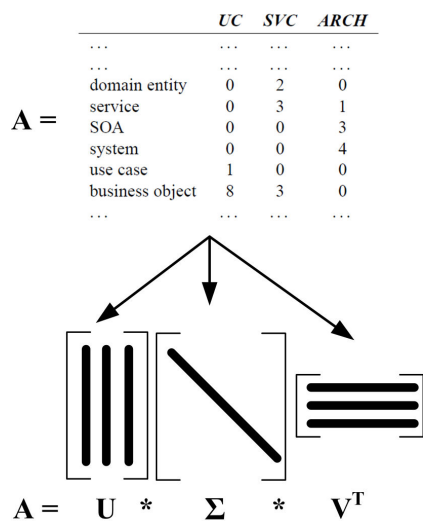 UC SVC ARCH
... ... ... ...
... ... ... ...
domain entity 0 2 0
service 0 3 1
A = SOA 0 0 3
system 0 0 4
use case 1 0 0
business object 8 3 0
... ... ... ...
A = U * Σ * V^T